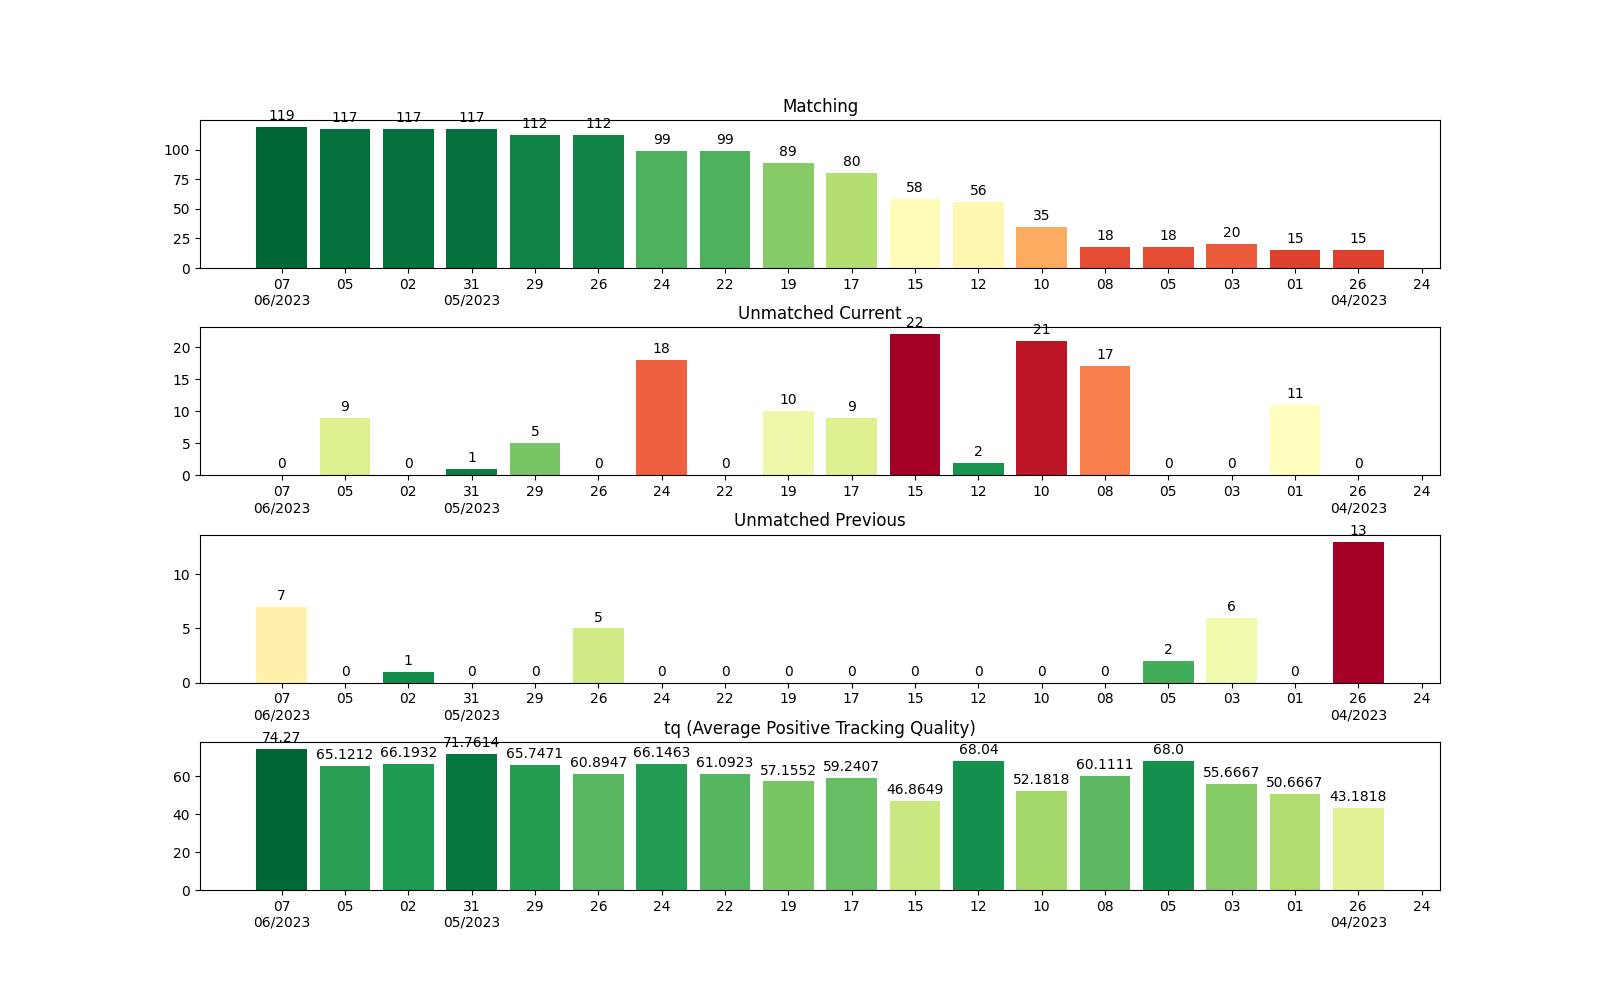 Matching
119 117 117 117 112 112 99 99 89 80 58 56 35 18 18 20 15 15
100
75
50
25
0
07 05 02 31 29 26 24 22 19 17 15 12 10 08 05 03 01 26 24
06/2023 05/2023 04/2023
Unmatched Current
0 9 0 1 5 0 18 0 10 9 22 2 21 17 0 0 11 0
20
15
10
5
0
07 05 02 31 29 26 24 22 19 17 15 12 10 08 05 03 01 26 24
06/2023 05/2023 04/2023
Unmatched Previous
7 0 1 0 0 5 0 0 0 0 0 0 0 0 2 6 0 13
10
5
0
07 05 02 31 29 26 24 22 19 17 15 12 10 08 05 03 01 26 24
06/2023 05/2023 04/2023
tq (Average Positive Tracking Quality)
74.27 65.1212 66.1932 71.7614 65.7471 60.8947 66.1463 61.0923 57.1552 59.2407 46.8649 68.04 52.1818 60.1111 68.0 55.6667 50.6667 43.1818
60
40
20
0
07 05 02 31 29 26 24 22 19 17 15 12 10 08 05 03 01 26 24
06/2023 05/2023 04/2023